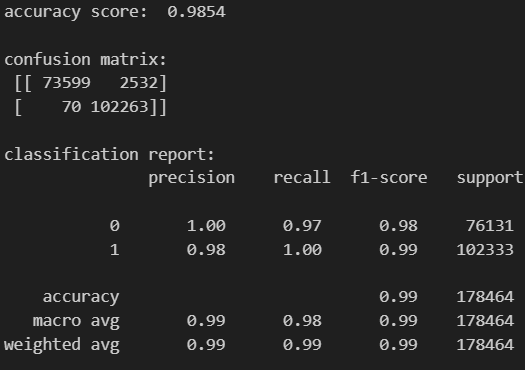 accuracy score:  0.9854
confusion matrix:
[[ 73599   2532]
[    70 102263]]
classification report:
precision    recall  f1-score   support
0       1.00      0.97      0.98     76131
1       0.98      1.00      0.99    102333
accuracy                           0.99    178464
macro avg       0.99      0.98      0.99    178464
weighted avg       0.99      0.99      0.99    178464